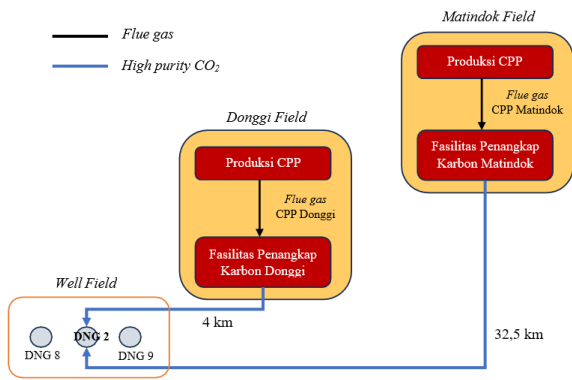 Flue gas
High purity CO₂
Matindok Field
Produksi CPP
Flue gas
CPP Matindok
Fasilitas Penangkap
Karbon Matindok
Donggi Field
Produksi CPP
Flue gas
CPP Donggi
Fasilitas Penangkap
Karbon Donggi
Well Field
DNG 8
DNG 2
DNG 9
4 km
32,5 km